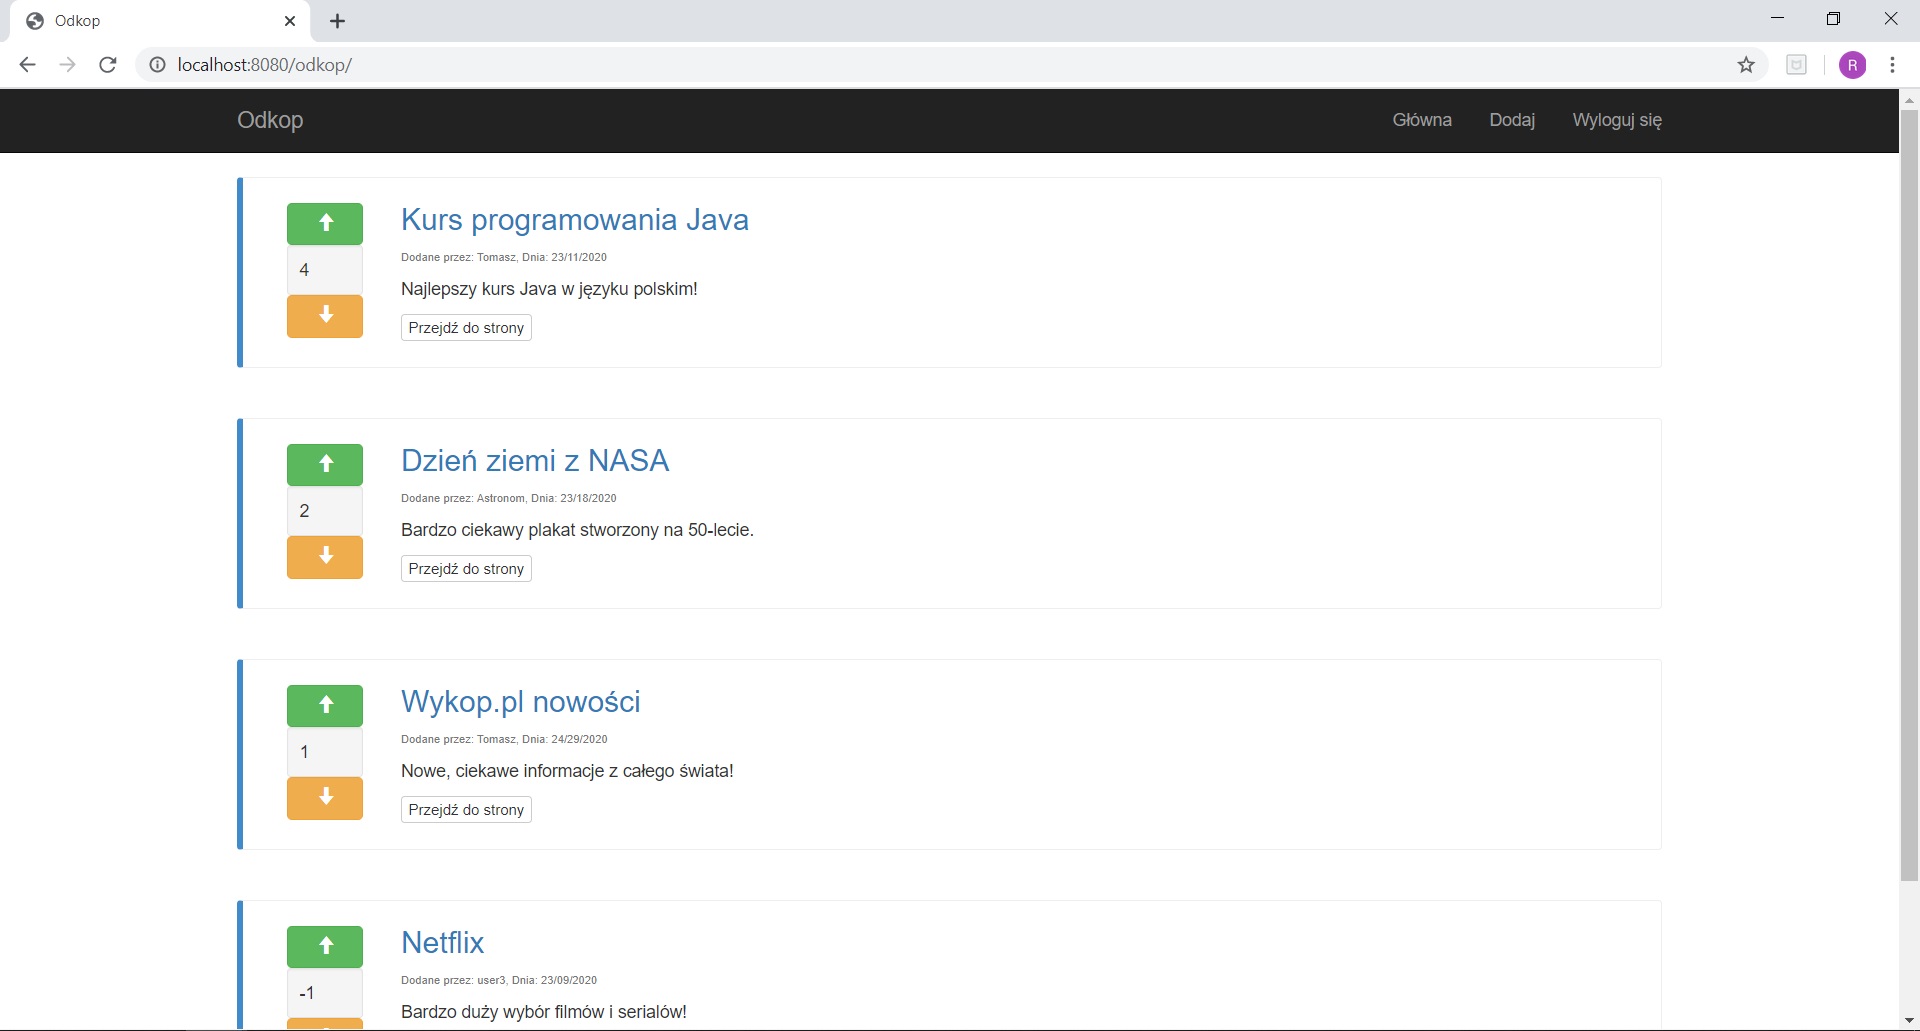 Odkop
localhost:8080/odkop/
R
Odkop
Główna Dodaj Wyloguj się
Kurs programowania Java
Dodane przez: Tomasz, Dnia: 23/11/2020
4
Najlepszy kurs Java w języku polskim!
Przejdź do strony
Dzień ziemi z NASA
Dodane przez: Astronom, Dnia: 23/18/2020
2
Bardzo ciekawy plakat stworzony na 50-lecie.
Przejdź do strony
Wykop.pl nowości
Dodane przez: Tomasz, Dnia: 24/29/2020
1
Nowe, ciekawe informacje z całego świata!
Przejdź do strony
Netflix
Dodane przez: user3, Dnia: 23/09/2020
-1
Bardzo duży wybór filmów i serialów!